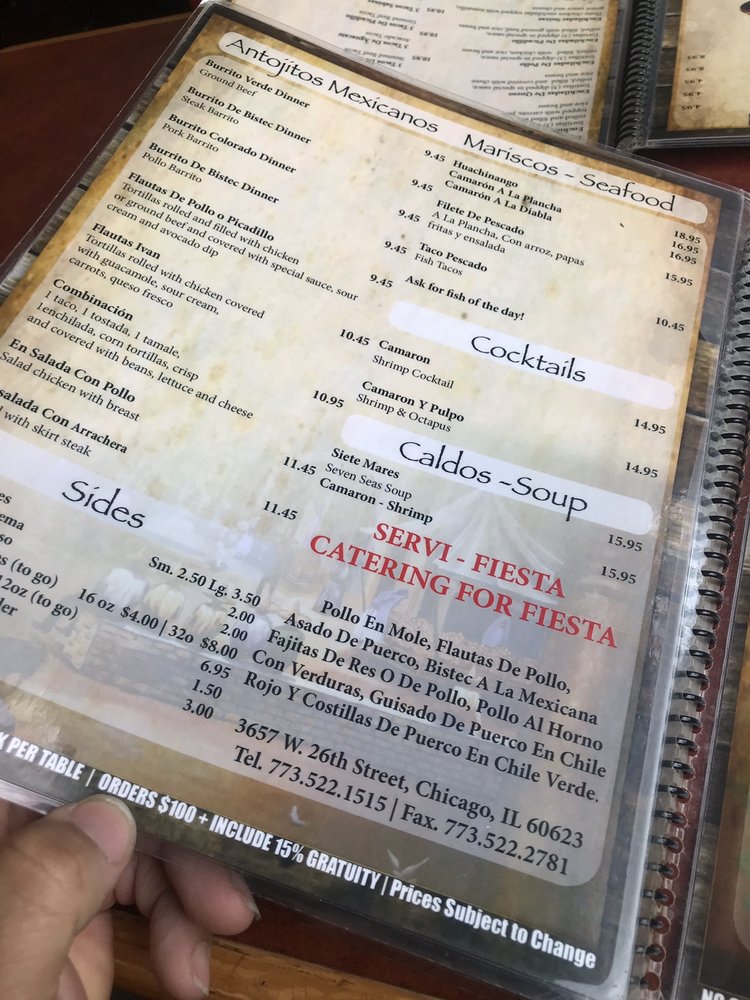 Antojitos Mexicanos
Burrito Verde Dinner
Ground Beef
9.45
Burrito De Bistec Dinner
Steak Barrito
9.45
Burrito Colorado Dinner
Pork Barrito
9.45
Burrito De Bistec Dinner
Pollo Barrito
9.45
Flautas De Pollo o Picadillo
Tortillas rolled and filled with chicken
or ground beef and covered with special sauce, sour
cream and avocado dip
9.45
Flautas Ivan
Tortillas rolled with chicken covered
with guacamole, sour cream,
carrots, queso fresco
10.45
Combinación
1 taco, 1 tostada, 1 tamale,
1enchilada, corn tortillas, crisp
and covered with beans, lettuce and cheese
10.95
En Salada Con Pollo
Salad chicken with breast
11.45
Con Arrachera
with skirt steak
11.45
Sides
Sm. 2.50 Lg. 3.50
2.00
2.00
(to go) 16 oz $4.00 | 32o $8.00
12oz (to go) 6.95
1.50
3.00
Mariscos - Seafood
Huachinango 18.95
Camarón A La Plancha 16.95
Camarón A La Diabla 16.95
Filete De Pescado
A La Plancha. Con arroz, papas
fritas y ensalada
15.95
Taco Pescado
Fish Tacos
10.45
Ask for fish of the day!
Cocktails
Camaron
Shrimp Cocktail
14.95
Camaron Y Pulpo
Shrimp & Octapus
14.95
Caldos -Soup
Siete Mares
Seven Seas Soup
15.95
Camaron - Shrimp
15.95
SERVI - FIESTA
CATERING FOR FIESTA
Pollo En Mole, Flautas De Pollo,
Asado De Puerco, Bistec A La Mexicana
Fajitas De Res O De Pollo, Pollo Al Horno
Con Verduras, Guisado De Puerco En Chile
Rojo Y Costillas De Puerco En Chile Verde.
3657 W. 26th Street, Chicago, IL 60623
Tel. 773.522.1515 | Fax. 773.522.2781
PER TABLE | ORDERS $100 + INCLUDE 15% GRATUITY | Prices Subject to Change